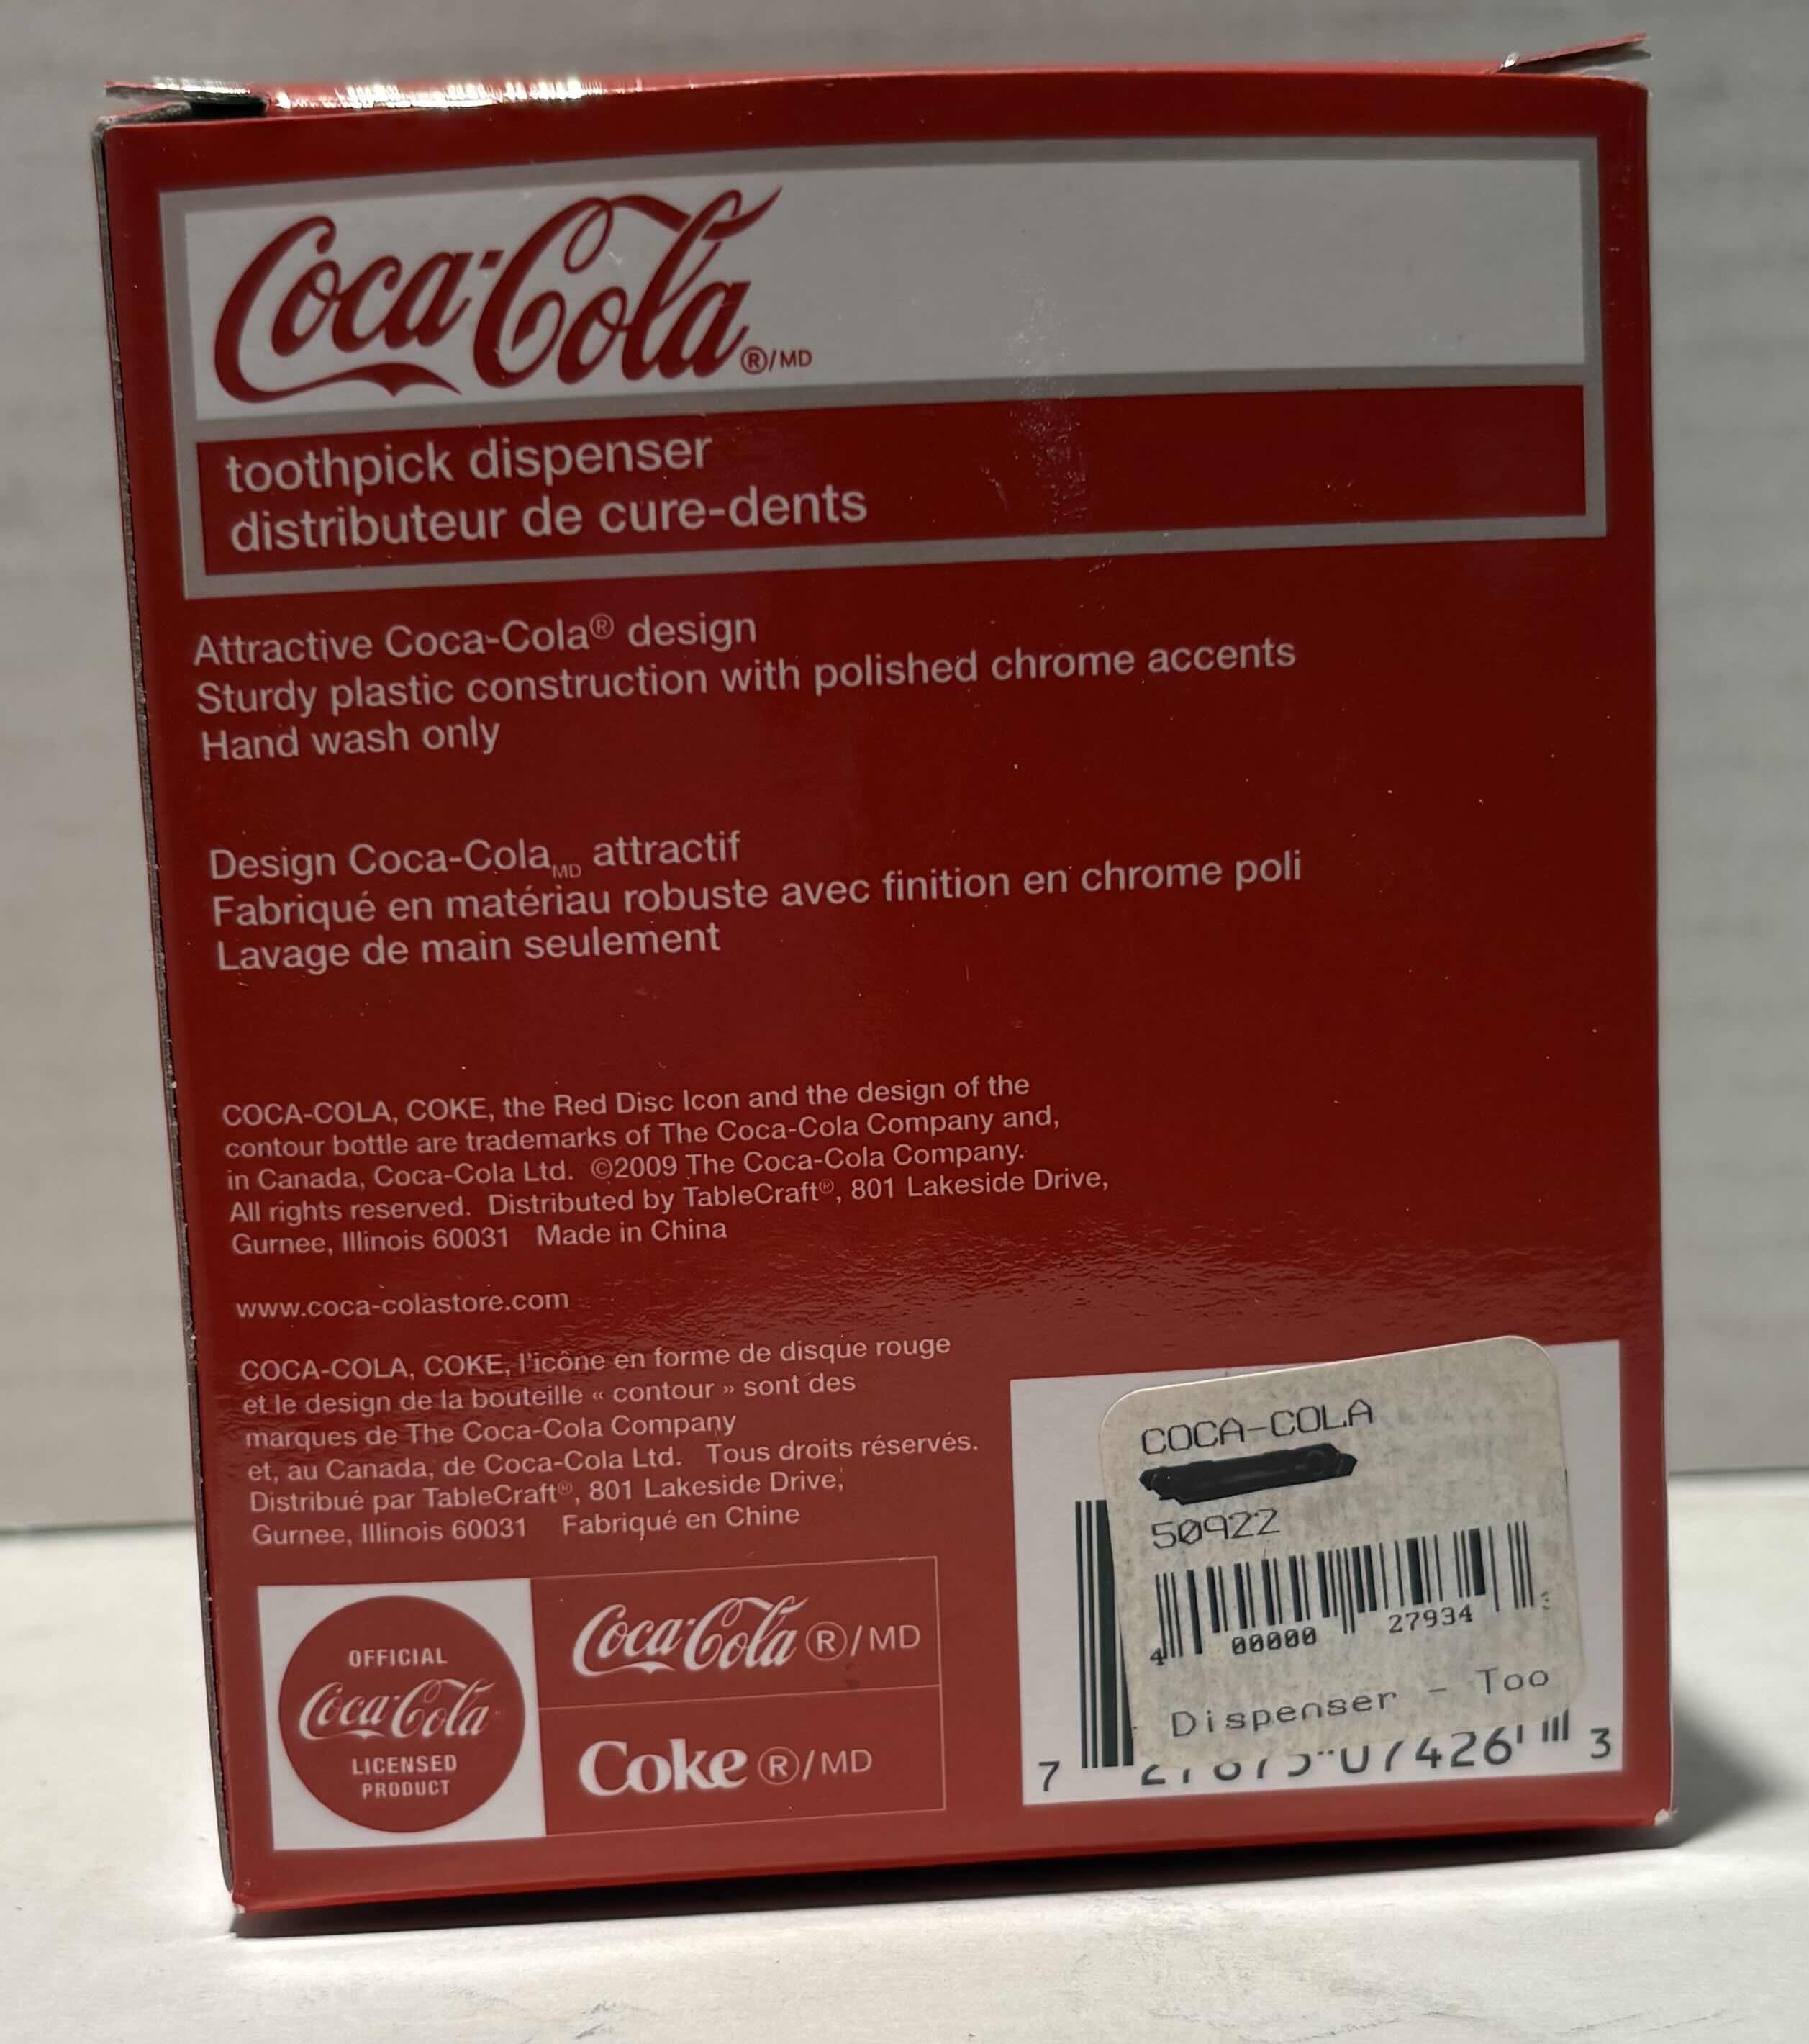 Coca-Cola ®/MD
toothpick dispenser
distributeur de cure-dents
Attractive Coca-Cola® design
Sturdy plastic construction with polished chrome accents
Hand wash only
Design Coca-Cola MD attractif
Fabriqué en matériau robuste avec finition en chrome poli
Lavage de main seulement
COCA-COLA, COKE, the Red Disc Icon and the design of the
contour bottle are trademarks of The Coca-Cola Company and,
in Canada, Coca-Cola Ltd. ©2009 The Coca-Cola Company.
All rights reserved. Distributed by TableCraft®, 801 Lakeside Drive,
Gurnee, Illinois 60031 Made in China
www.coca-colastore.com
COCA-COLA, COKE, l'icône en forme de disque rouge
et le design de la bouteille « contour » sont des
marques de The Coca-Cola Company
et, au Canada, de Coca-Cola Ltd. Tous droits réservés.
Distribué par TableCraft®, 801 Lakeside Drive,
Gurnee, Illinois 60031 Fabriqué en Chine
OFFICIAL
Coca-Cola
LICENSED
PRODUCT
Coca-Cola ®/MD
Coke ®/MD
COCA-COLA
50922
4 00000 27934
Dispenser - Too
7 07426 3